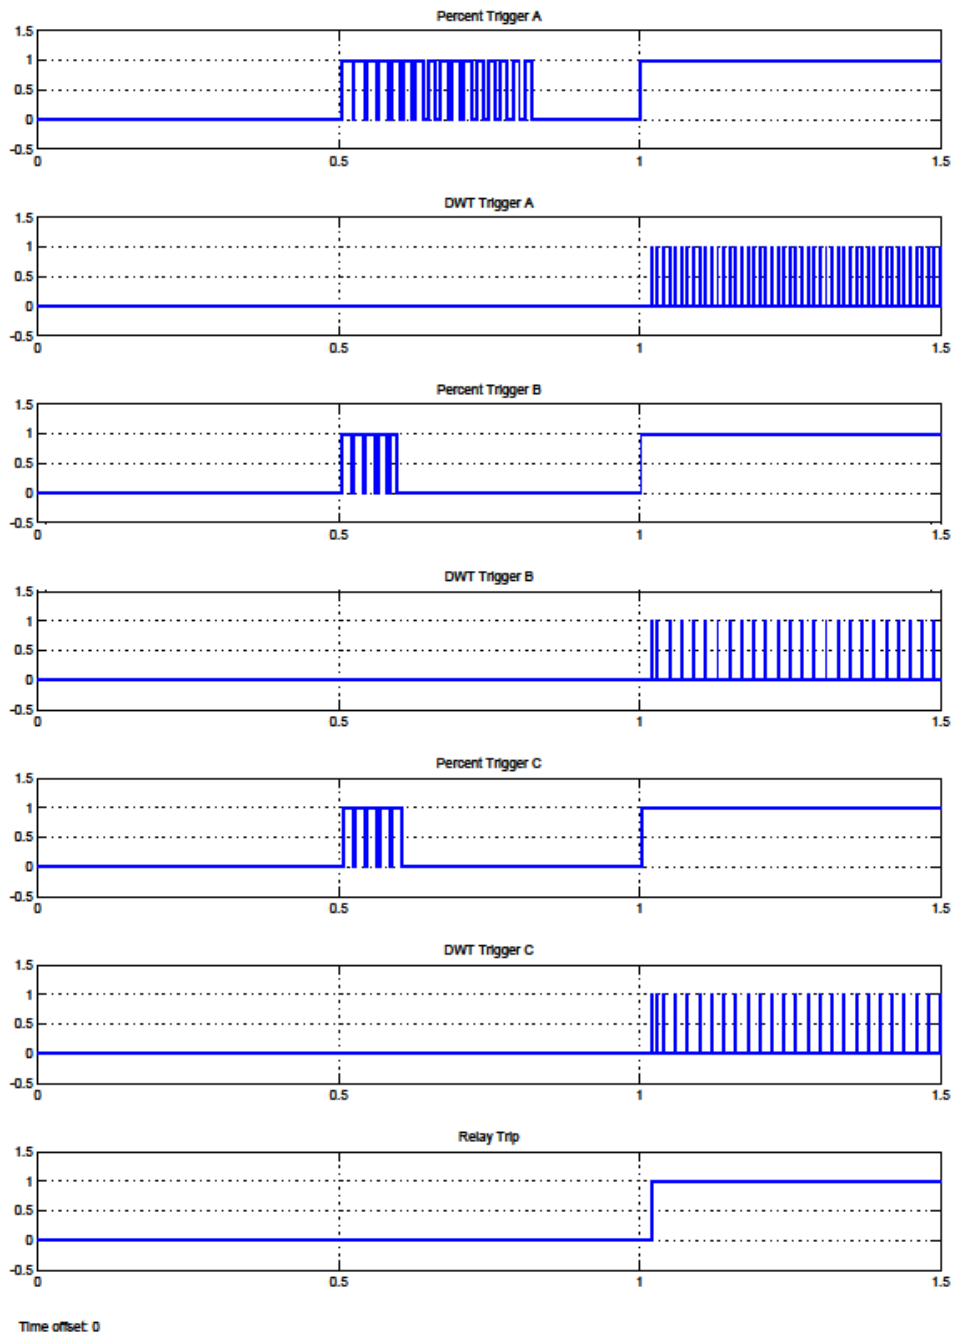 Percent Trigger A
1.5
1
0.5
0
-0.5
0 0.5 1 1.5
DWT Trigger A
1.5
1
0.5
0
-0.5
0 0.5 1 1.5
Percent Trigger B
1.5
1
0.5
0
-0.5
0 0.5 1 1.5
DWT Trigger B
1.5
1
0.5
0
-0.5
0 0.5 1 1.5
Percent Trigger C
1.5
1
0.5
0
-0.5
0 0.5 1 1.5
DWT Trigger C
1.5
1
0.5
0
-0.5
0 0.5 1 1.5
Relay Trip
1.5
1
0.5
0
-0.5
0 0.5 1 1.5
Time offset: 0